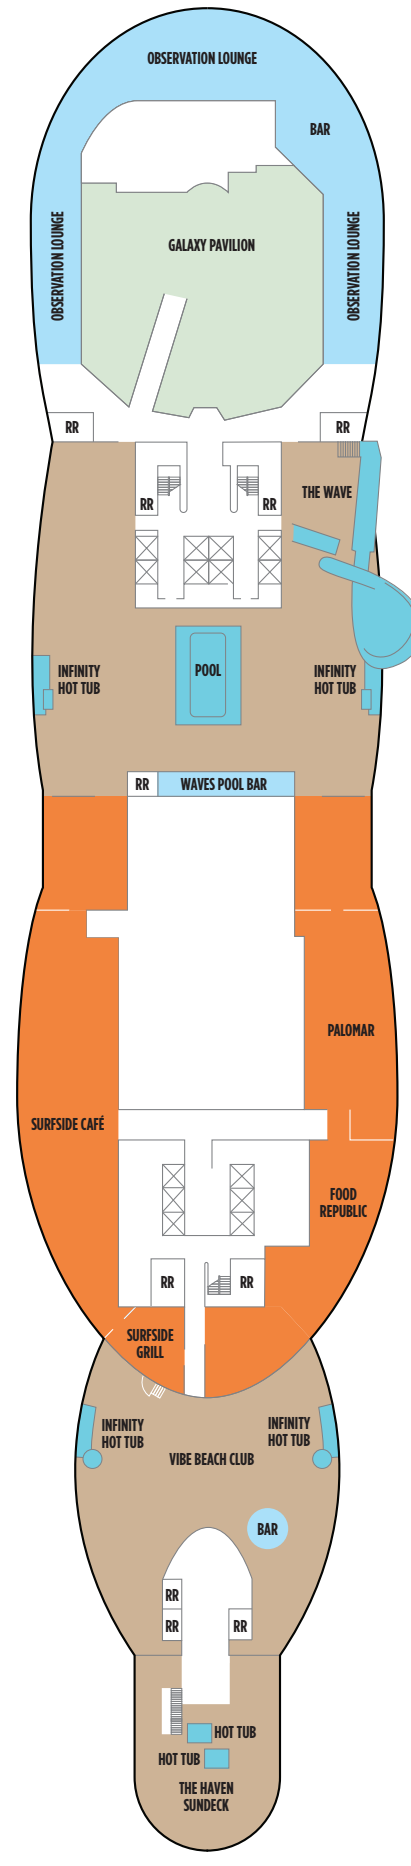 OBSERVATION LOUNGE
BAR
OBSERVATION LOUNGE
GALAXY PAVILION
OBSERVATION LOUNGE
RR
RR
THE WAVE
RR
RR
INFINITY
HOT TUB
POOL
INFINITY
HOT TUB
RR
WAVES POOL BAR
PALOMAR
SURFSIDE CAFÉ
FOOD
REPUBLIC
RR
RR
SURFSIDE
GRILL
INFINITY
HOT TUB
INFINITY
HOT TUB
VIBE BEACH CLUB
BAR
RR
RR
RR
HOT TUB
HOT TUB
THE HAVEN
SUNDECK